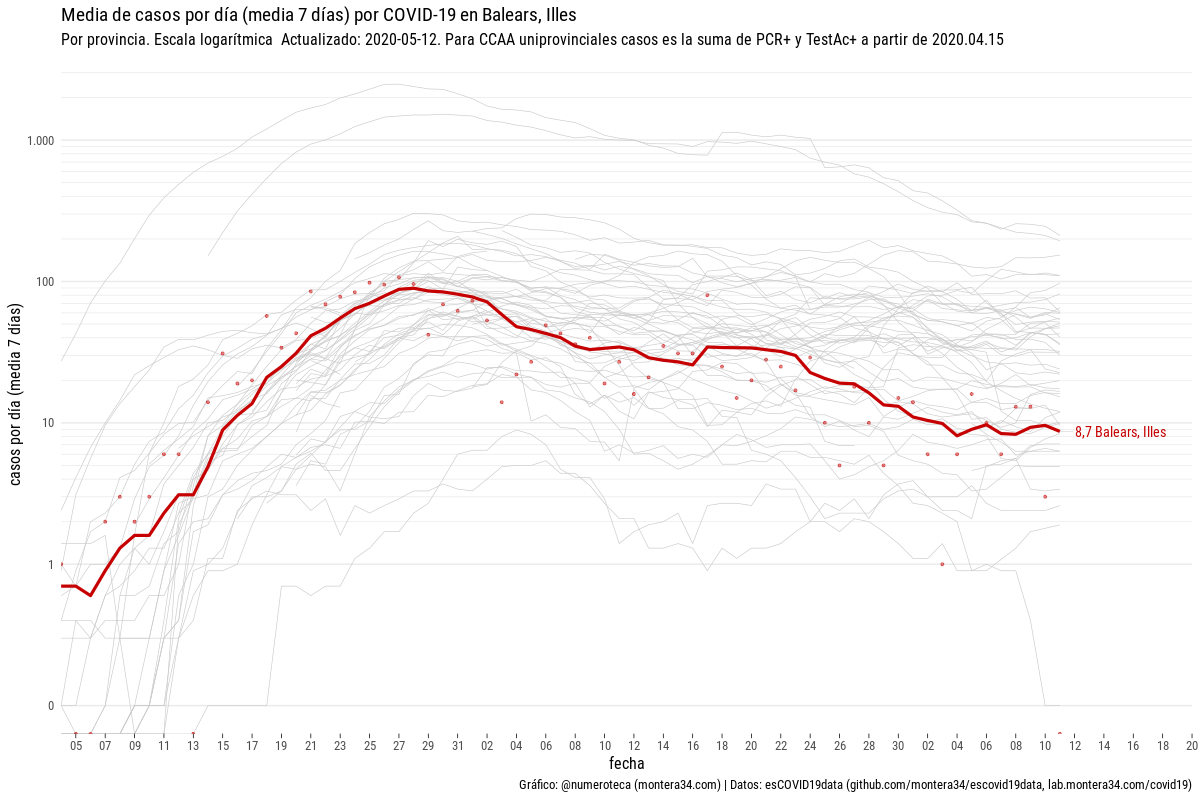 Media de casos por día (media 7 días) por COVID-19 en Balears, Illes
Por provincia. Escala logarítmica  Actualizado: 2020-05-12. Para CCAA uniprovinciales casos es la suma de PCR+ y TestAc+ a partir de 2020.04.15
casos por día (media 7 días)
1.000
100
10
1
0
8,7 Balears, Illes
05 07 09 11 13 15 17 19 21 23 25 27 29 31 02 04 06 08 10 12 14 16 18 20 22 24 26 28 30 02 04 06 08 10 12 14 16 18 20
fecha
Gráfico: @numeroteca (montera34.com) | Datos: esCOVID19data (github.com/montera34/escovid19data, lab.montera34.com/covid19)